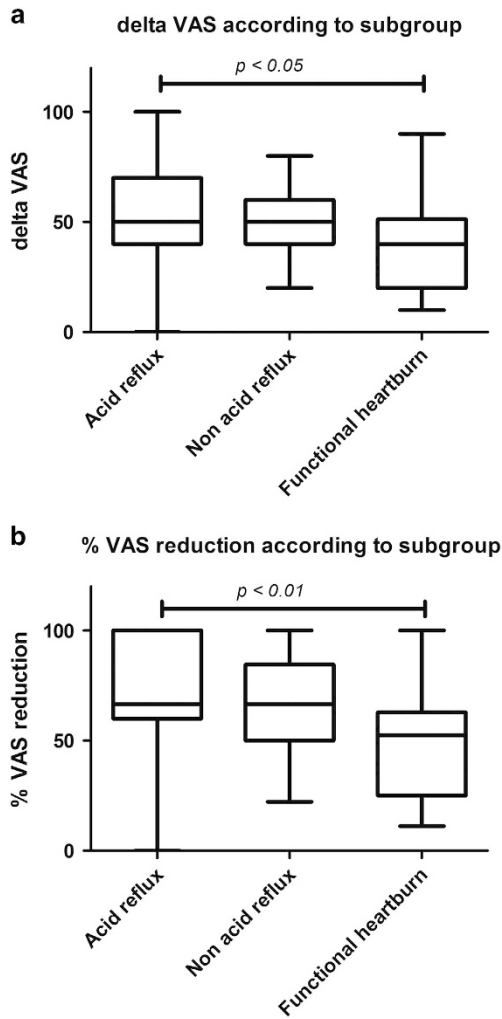 a
delta VAS according to subgroup
p < 0.05
delta VAS
100
50
0
Acid reflux
Non acid reflux
Functional heartburn
b
% VAS reduction according to subgroup
p < 0.01
% VAS reduction
100
50
0
Acid reflux
Non acid reflux
Functional heartburn